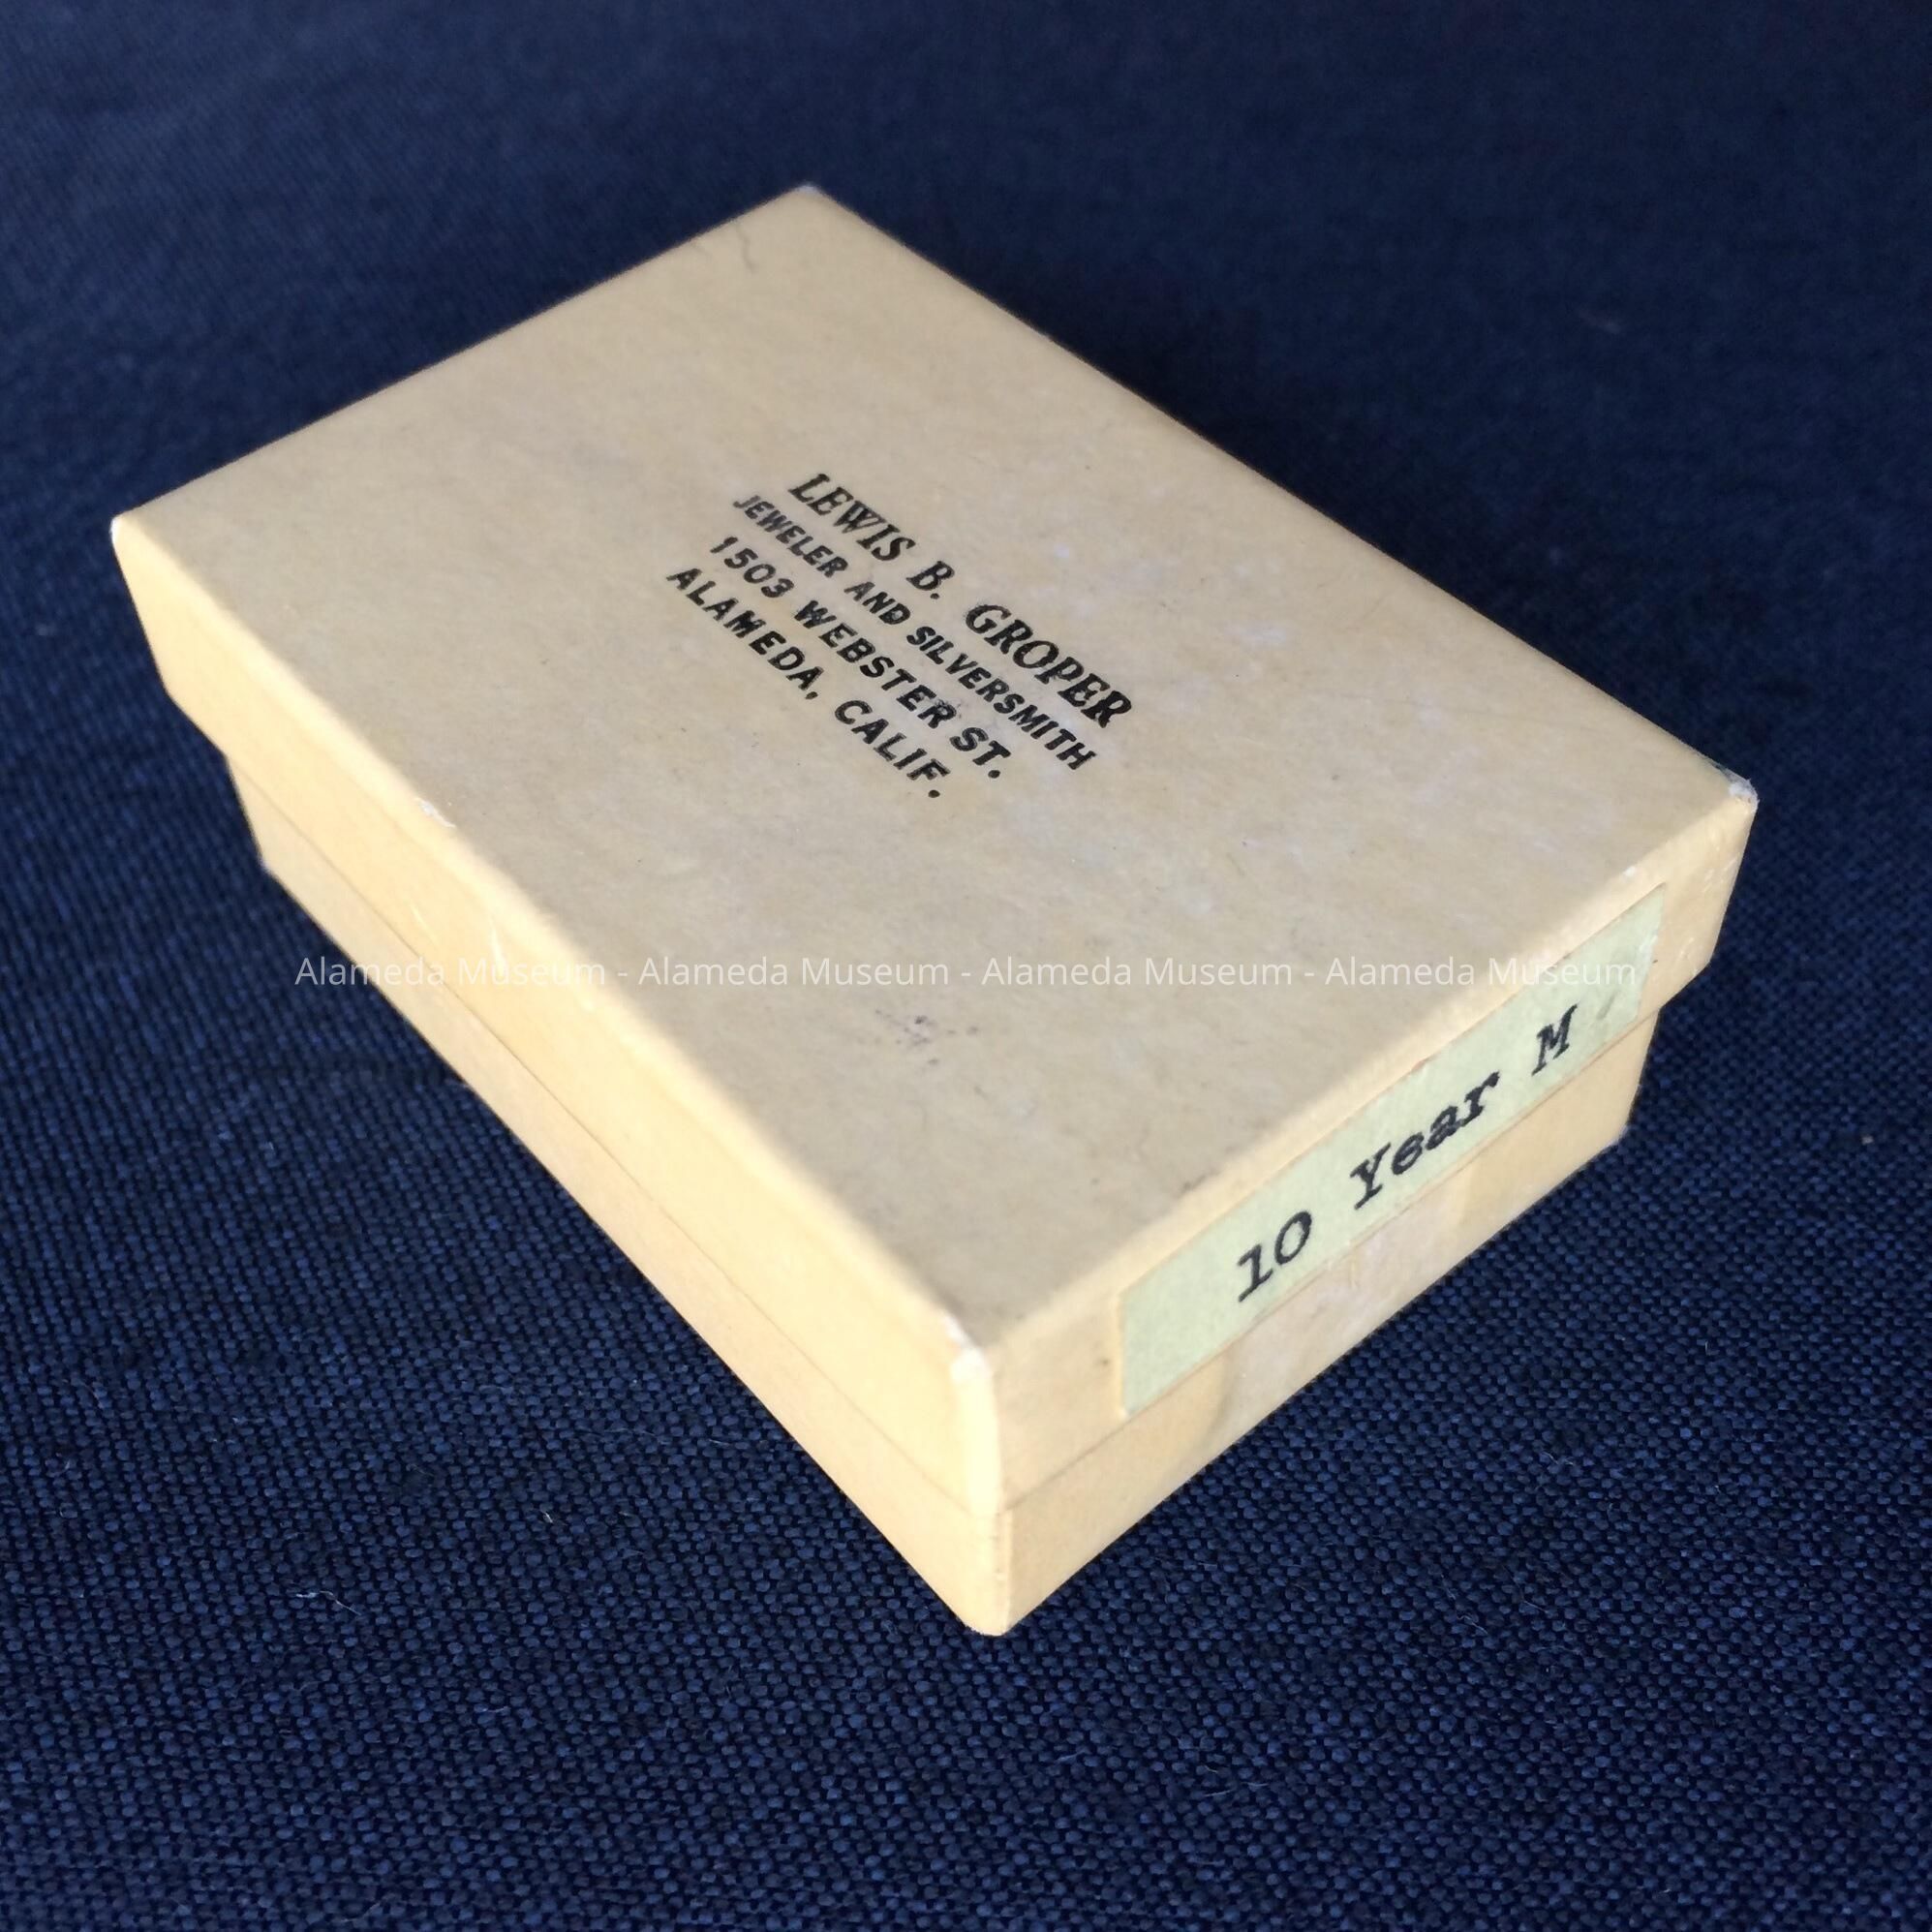 LEWIS B. GROPER
JEWELER AND SILVERSMITH
1503 WEBSTER ST.
ALAMEDA, CALIF.
Alameda Museum - Alameda Museum - Alameda Museum - Alameda Museum
10 Year M